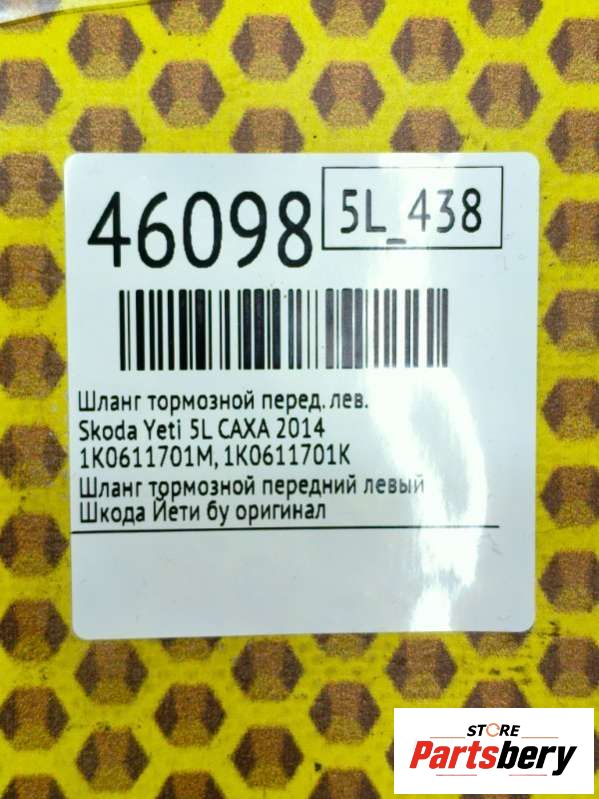 46098
5L_438
Шланг тормозной перед. лев.
Skoda Yeti 5L CAXA 2014
1K0611701M, 1K0611701K
Шланг тормозной передний левый
Шкода Йети бу оригинал
STORE
Partsbery